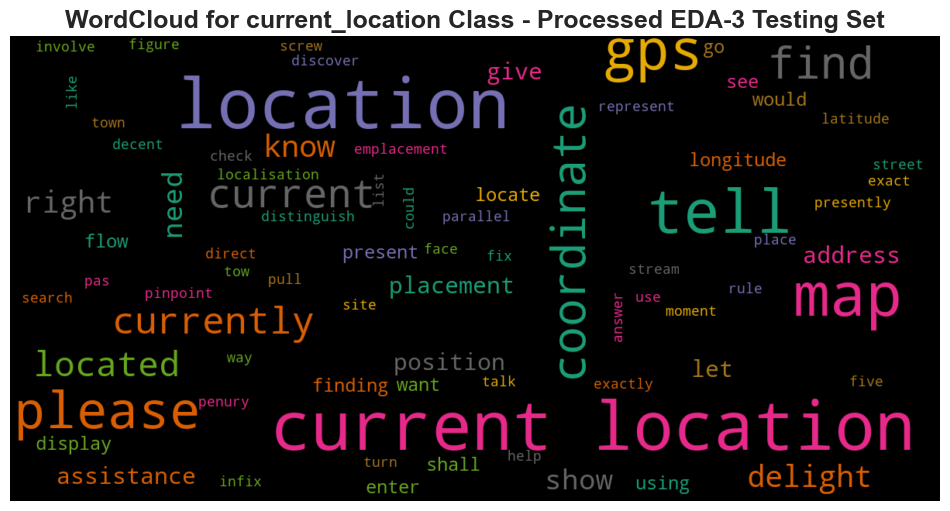 WordCloud for current_location Class - Processed EDA-3 Testing Set
involve figure screw gps go find
discover give see
like location represent would
town latitude
decent know emplacement longitude
check street
need localisation list current locate exact
right distinguish could parallel coordinate tell presently
flow direct present face fix place address
tow stream
pas pull placement use rule map
search pinpoint site answer moment
currently
located way position let
finding want talk exactly five
please penury current location
display
turn shall help
assistance infix enter show using delight